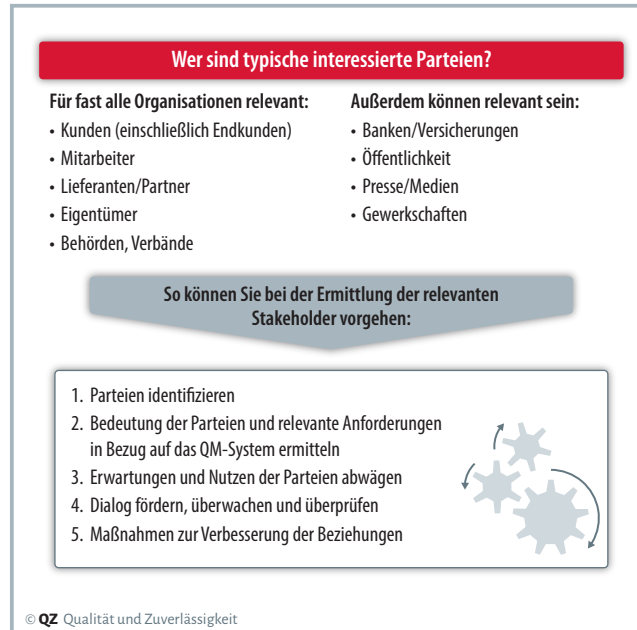 Wer sind typische interessierte Parteien?
Für fast alle Organisationen relevant:
• Kunden (einschließlich Endkunden)
• Mitarbeiter
• Lieferanten/Partner
• Eigentümer
• Behörden, Verbände
Außerdem können relevant sein:
• Banken/Versicherungen
• Öffentlichkeit
• Presse/Medien
• Gewerkschaften
So können Sie bei der Ermittlung der relevanten
Stakeholder vorgehen:
1. Parteien identifizieren
2. Bedeutung der Parteien und relevante Anforderungen
in Bezug auf das QM-System ermitteln
3. Erwartungen und Nutzen der Parteien abwägen
4. Dialog fördern, überwachen und überprüfen
5. Maßnahmen zur Verbesserung der Beziehungen
© QZ Qualität und Zuverlässigkeit